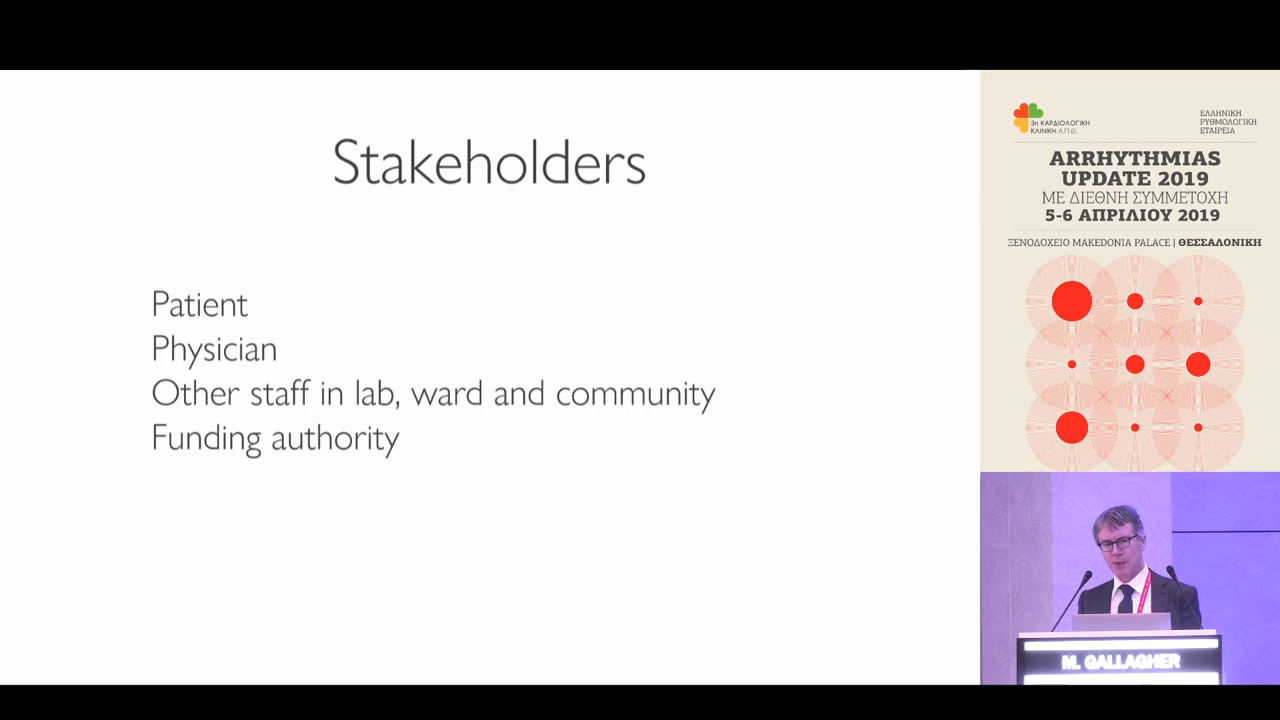 Stakeholders
Patient
Physician
Other staff in lab, ward and community
Funding authority
3η ΚΑΡΔΙΟΛΟΓΙΚΗ
ΚΛΙΝΙΚΗ Α.Π.Θ.
ΕΛΛΗΝΙΚΗ
ΡΥΘΜΟΛΟΓΙΚΗ
ΕΤΑΙΡΕΙΑ
ARRHYTHMIAS
UPDATE 2019
ΜΕ ΔΙΕΘΝΗ ΣΥΜΜΕΤΟΧΗ
5-6 ΑΠΡΙΛΙΟΥ 2019
ΞΕΝΟΔΟΧΕΙΟ MAKEDONIA PALACE | ΘΕΣΣΑΛΟΝΙΚΗ
M. GALLAGHER